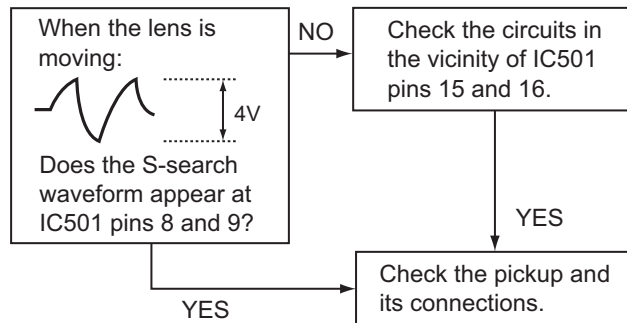 When the lens is
moving:
4V
Does the S-search
waveform appear at
IC501 pins 8 and 9?
NO
Check the circuits in
the vicinity of IC501
pins 15 and 16.
YES
YES
Check the pickup and
its connections.